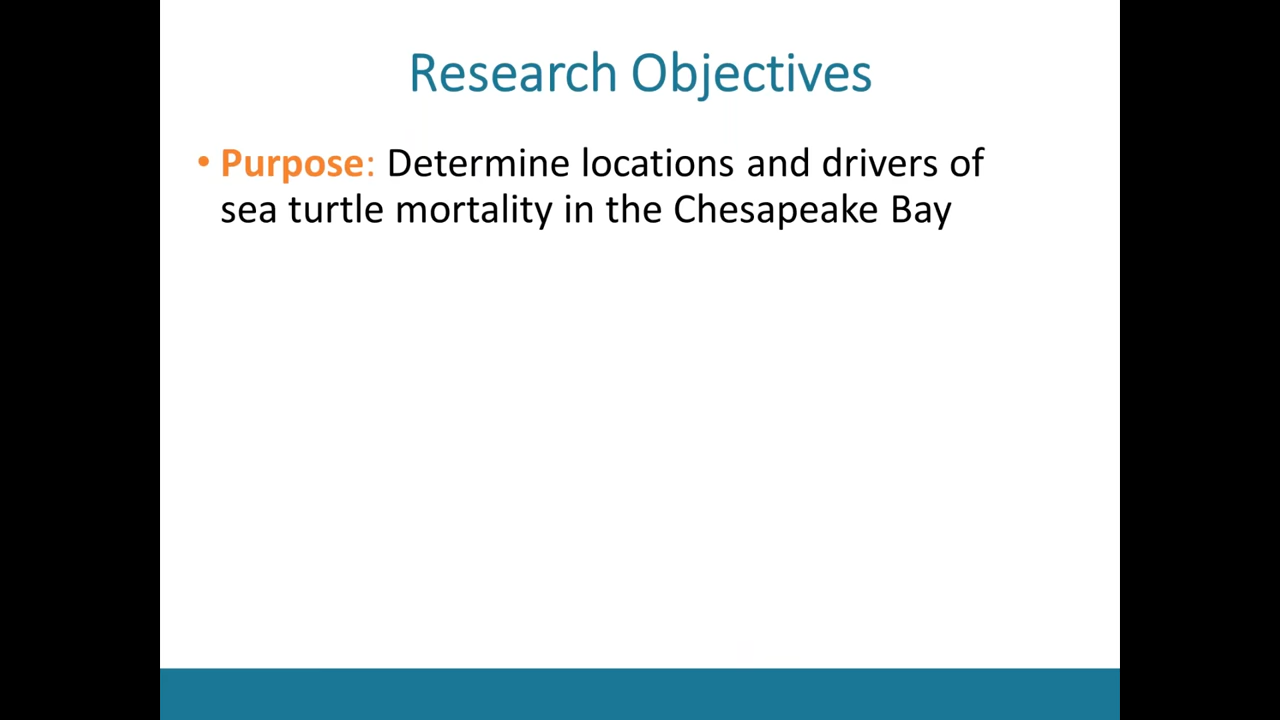 Research Objectives
• Purpose: Determine locations and drivers of
sea turtle mortality in the Chesapeake Bay